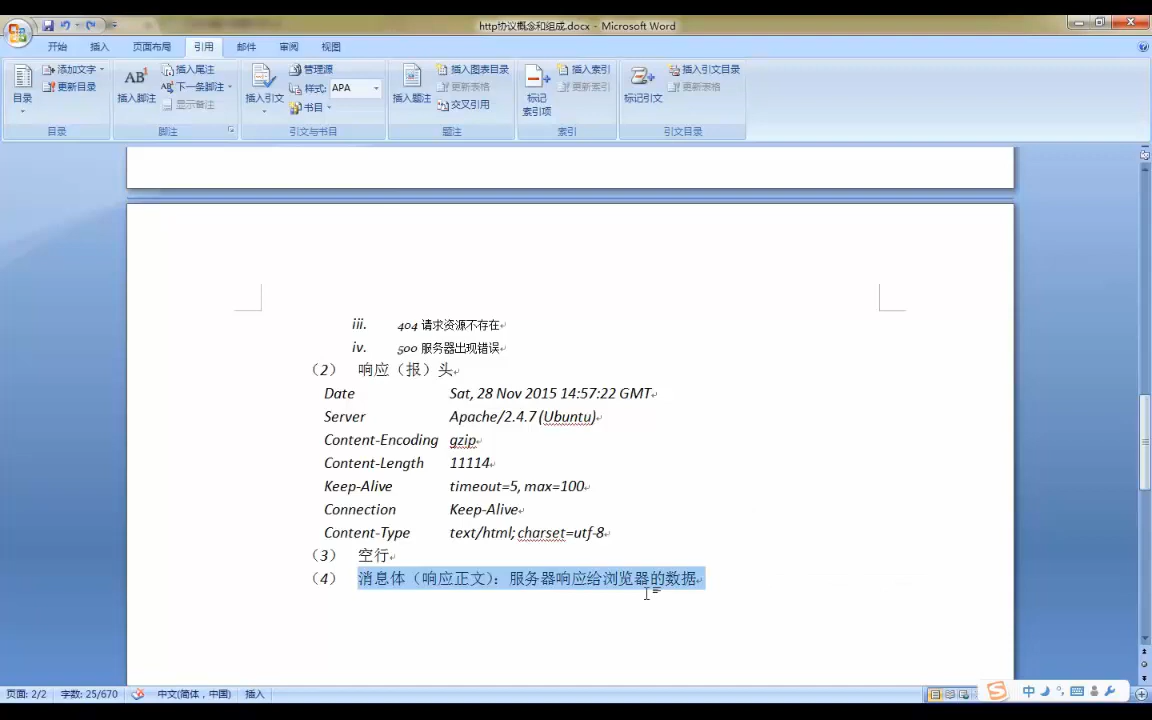 http协议概念和组成.docx - Microsoft Word
开始 插入 页面布局 引用 邮件 审阅 视图
目录 添加文字 更新目录 目录
AB¹ 插入脚注 插入尾注 下一条脚注 显示备注 脚注
插入引文 管理源 样式: APA 书目 引文与书目
插入题注 插入图表目录 更新表格 交叉引用 题注
标记索引项 插入索引 更新索引 索引
标记引文 插入引文目录 更新表格 引文目录
iii. 404 请求资源不存在
iv. 500 服务器出现错误
（2） 响应（报）头
Date Sat, 28 Nov 2015 14:57:22 GMT
Server Apache/2.4.7 (Ubuntu)
Content-Encoding gzip
Content-Length 11114
Keep-Alive timeout=5, max=100
Connection Keep-Alive
Content-Type text/html; charset=utf-8
（3） 空行
（4） 消息体（响应正文）：服务器响应给浏览器的数据
页面: 2/2 字数: 25/670 中文(简体，中国) 插入
中